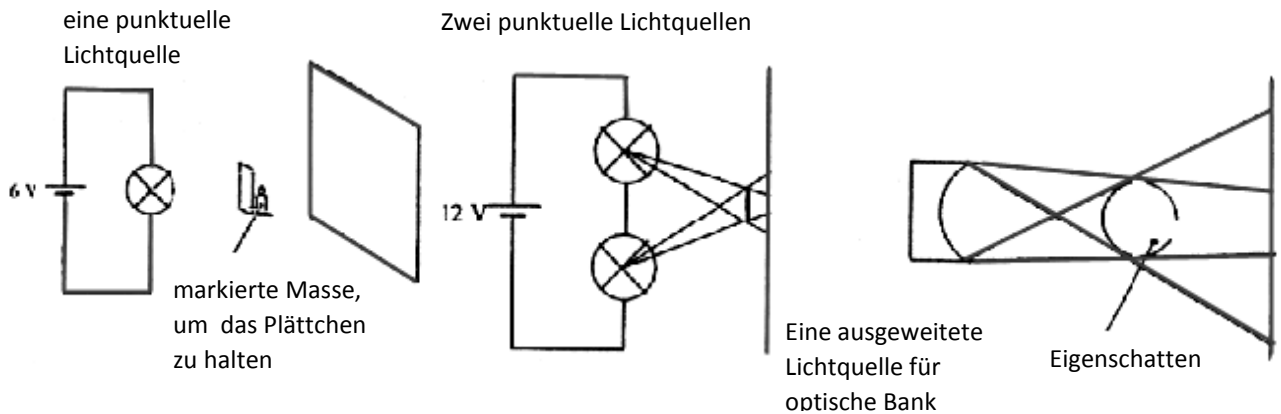 eine punktuelle
Lichtquelle
6 V
markierte Masse,
um das Plättchen
zu halten
Zwei punktuelle Lichtquellen
12 V
Eine ausgeweitete
Lichtquelle für
optische Bank
Eigenschatten